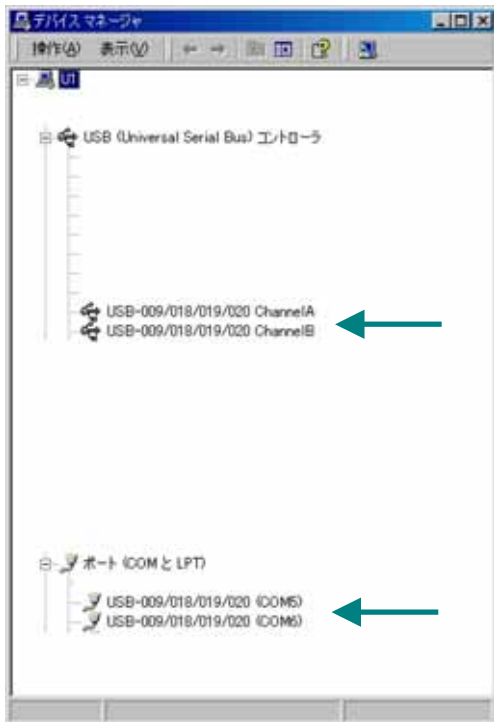 デバイス マネージャ
操作(A) 表示(V)
U1
USB (Universal Serial Bus) コントローラ
USB-009/018/019/020 ChannelA
USB-009/018/019/020 ChannelB
ポート (COM と LPT)
USB-009/018/019/020 (COM5)
USB-009/018/019/020 (COM6)